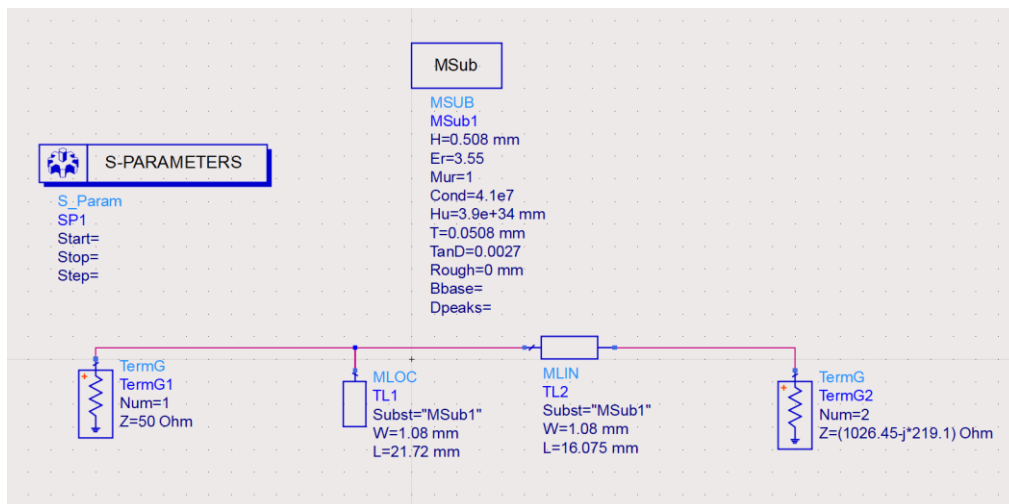 MSub
MSUB
MSub1
H=0.508 mm
Er=3.55
Mur=1
Cond=4.1e7
Hu=3.9e+34 mm
T=0.0508 mm
TanD=0.0027
Rough=0 mm
Bbase=
Dpeaks=
S-PARAMETERS
S_Param
SP1
Start=
Stop=
Step=
+
TermG
TermG1
Num=1
Z=50 Ohm
MLOC
TL1
Subst="MSub1"
W=1.08 mm
L=21.72 mm
MLIN
TL2
Subst="MSub1"
W=1.08 mm
L=16.075 mm
+
TermG
TermG2
Num=2
Z=(1026.45-j*219.1) Ohm